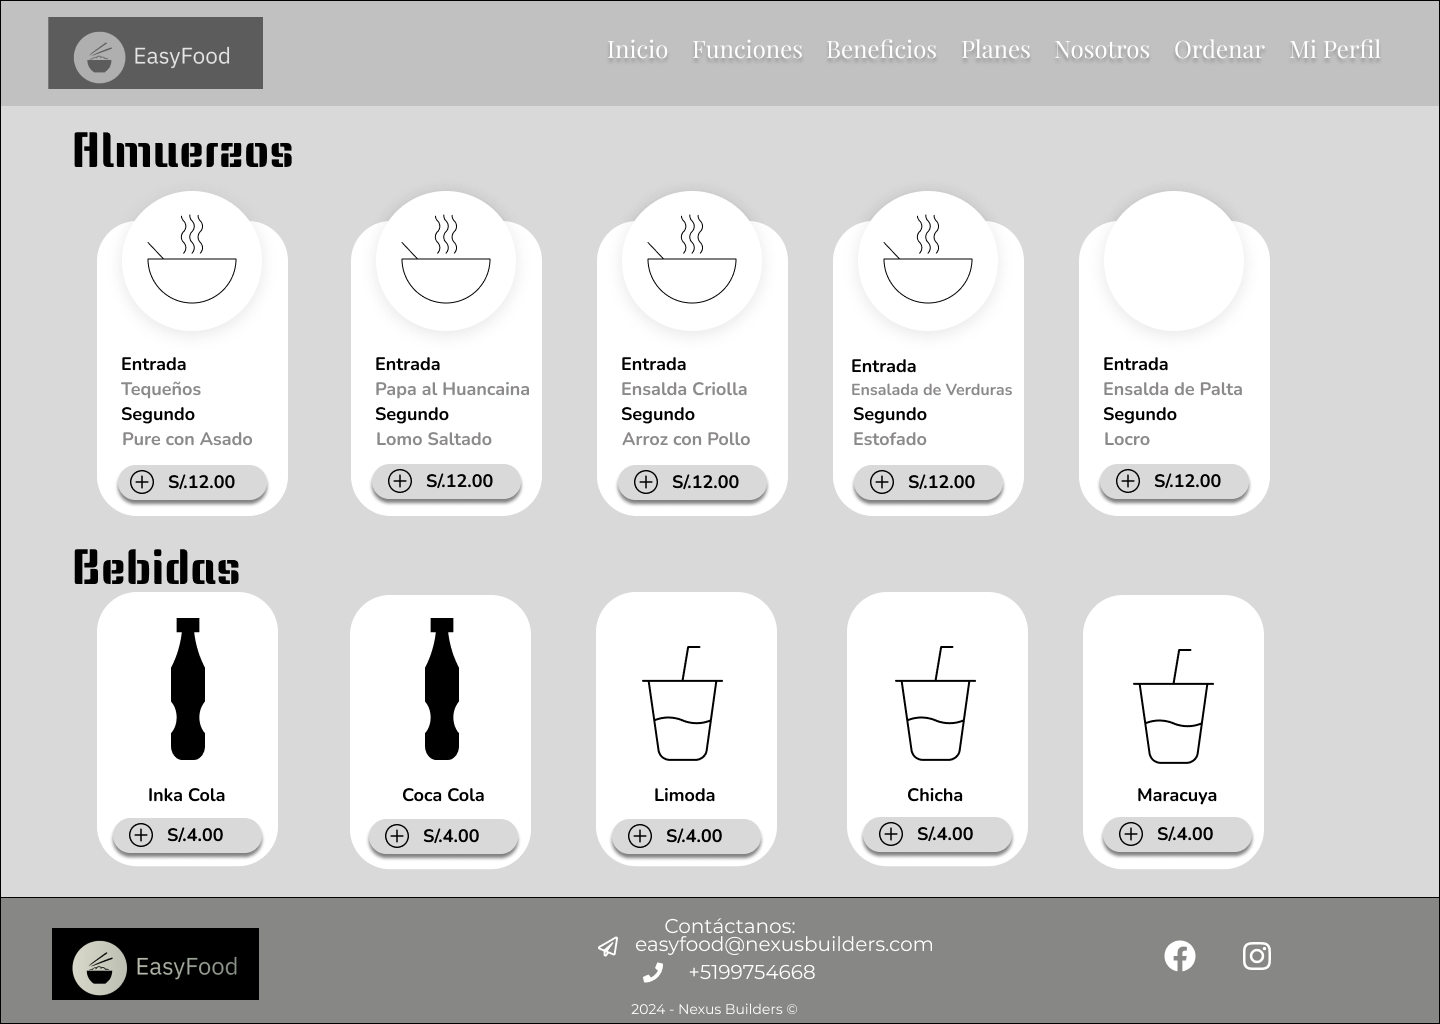 EasyFood
Inicio Funciones Beneficios Planes Nosotros Ordenar Mi Perfil
Almuerzos
Entrada
Tequeños
Segundo
Pure con Asado
S/.12.00
Entrada
Papa al Huancaina
Segundo
Lomo Saltado
S/.12.00
Entrada
Ensalda Criolla
Segundo
Arroz con Pollo
S/.12.00
Entrada
Ensalada de Verduras
Segundo
Estofado
S/.12.00
Entrada
Ensalda de Palta
Segundo
Locro
S/.12.00
Bebidas
Inka Cola
S/.4.00
Coca Cola
S/.4.00
Limoda
S/.4.00
Chicha
S/.4.00
Maracuya
S/.4.00
EasyFood
Contáctanos:
easyfood@nexusbuilders.com
+5199754668
2024 - Nexus Builders ©